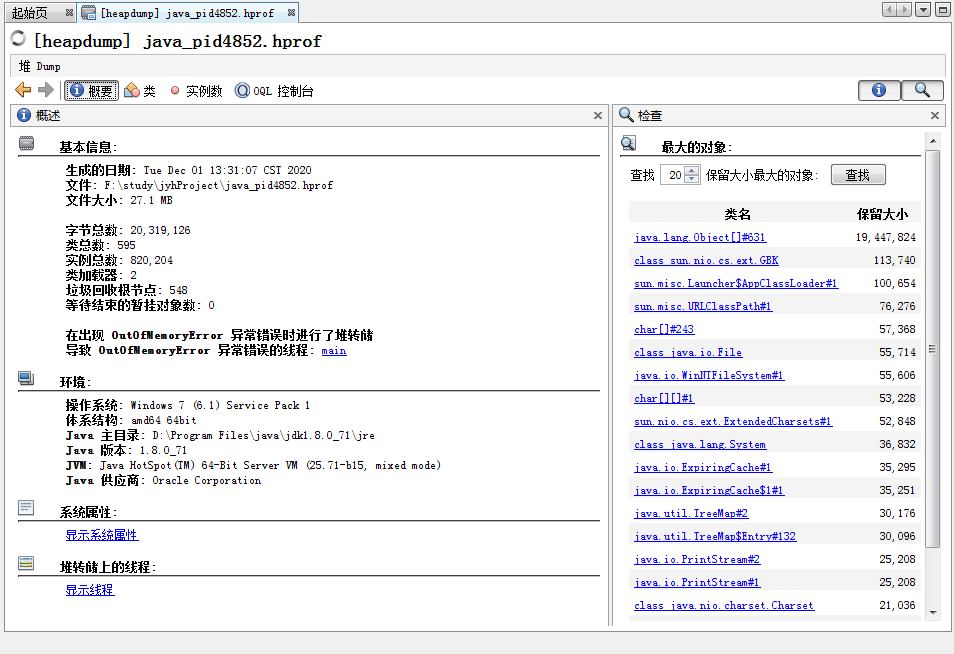 起始页
[heapdump] java_pid4852.hprof
[heapdump] java_pid4852.hprof
堆 Dump
概要 类 实例数 OQL 控制台
概述
基本信息:
生成的日期: Tue Dec 01 13:31:07 CST 2020
文件: F:\study\jyhProject\java_pid4852.hprof
文件大小: 27.1 MB
字节总数: 20,319,126
类总数: 595
实例总数: 820,204
类加载器: 2
垃圾回收根节点: 548
等待结束的暂挂对象数: 0
在出现 OutOfMemoryError 异常错误时进行了堆转储
导致 OutOfMemoryError 异常错误的线程: main
环境:
操作系统: Windows 7 (6.1) Service Pack 1
体系结构: amd64 64bit
Java 主目录: D:\Program Files\java\jdk1.8.0_71\jre
Java 版本: 1.8.0_71
JVM: Java HotSpot(TM) 64-Bit Server VM (25.71-b15, mixed mode)
Java 供应商: Oracle Corporation
系统属性:
显示系统属性
堆转储上的线程:
显示线程
检查
最大的对象:
查找 20 保留大小最大的对象: 查找
类名 保留大小
java.lang.Object[]#631 19,447,824
class sun.nio.cs.ext.GBK 113,740
sun.misc.Launcher$AppClassLoader#1 100,654
sun.misc.URLClassPath#1 76,276
char[]#243 57,368
class java.io.File 55,714
java.io.WinNTFileSystem#1 55,606
char[][]#1 53,228
sun.nio.cs.ext.ExtendedCharsets#1 52,848
class java.lang.System 36,832
java.io.ExpiringCache#1 35,295
java.io.ExpiringCache$1#1 35,251
java.util.TreeMap#2 30,176
java.util.TreeMap$Entry#132 30,096
java.io.PrintStream#2 25,208
java.io.PrintStream#1 25,208
class java.nio.charset.Charset 21,036